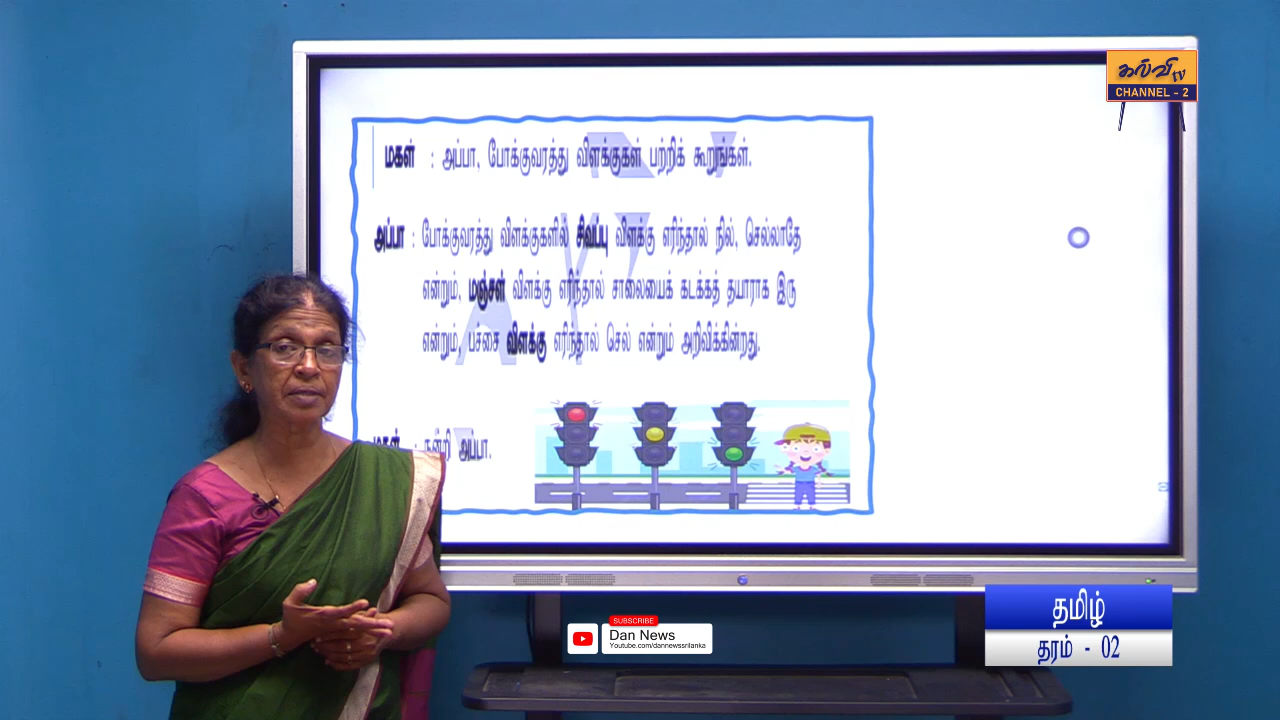 கல்வி tv
CHANNEL - 2
மகள் : அப்பா, போக்குவரத்து விளக்குகள் பற்றிக் கூறுங்கள்.
அப்பா : போக்குவரத்து விளக்குகளில் சிவப்பு விளக்கு எரிந்தால் நில், செல்லாதே
என்றும், மஞ்சள் விளக்கு எரிந்தால் சாலையைக் கடக்கத் தயாராக இரு
என்றும், பச்சை விளக்கு எரிந்தால் செல் என்றும் அறிவிக்கின்றது.
மகள் : நன்றி அப்பா.
தமிழ்
தரம் - 02
SUBSCRIBE
Dan News
Youtube.com/dannewssrilanka